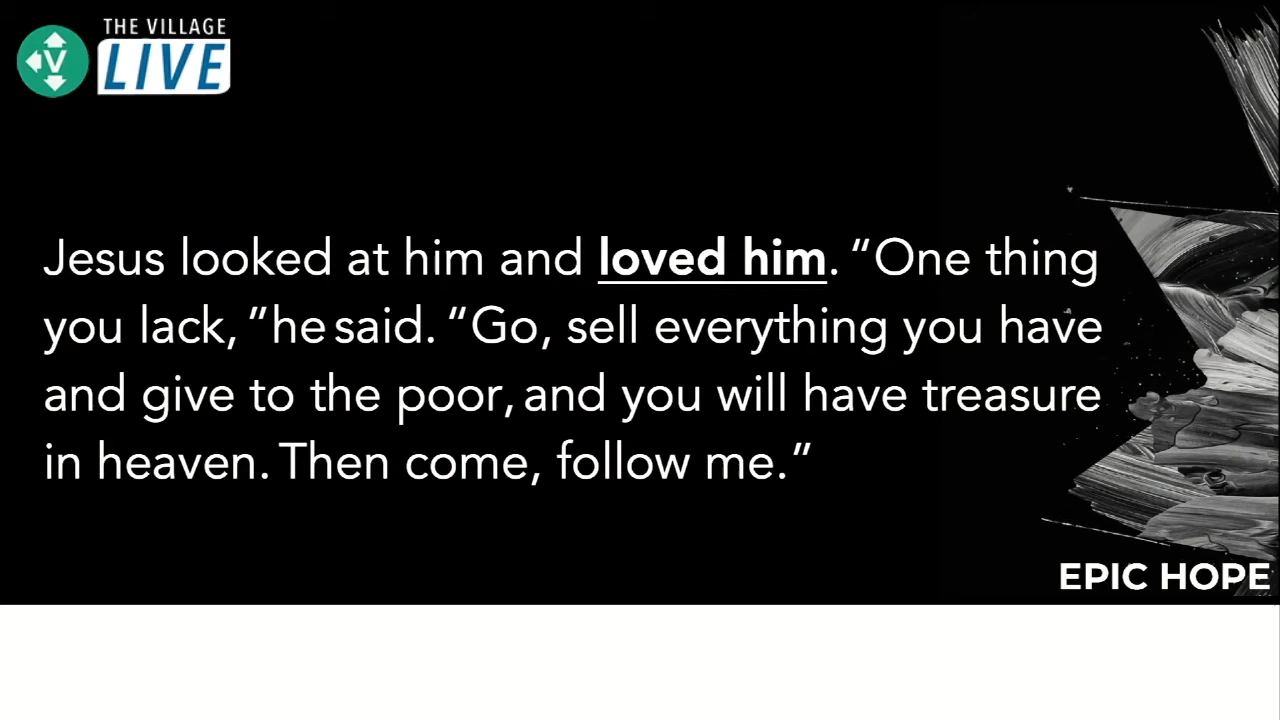 THE VILLAGE
V LIVE
Jesus looked at him and loved him. “One thing
you lack, ”he said. “Go, sell everything you have
and give to the poor, and you will have treasure
in heaven. Then come, follow me.”
EPIC HOPE